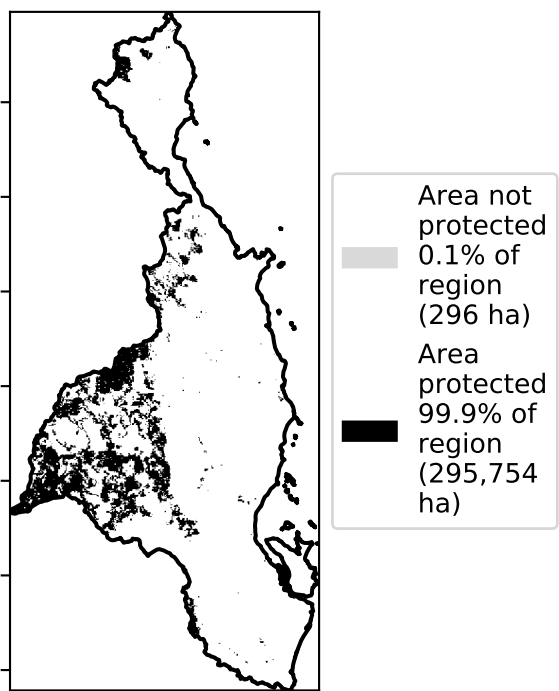 Area not
protected
0.1% of
region
(296 ha)
Area
protected
99.9% of
region
(295,754
ha)